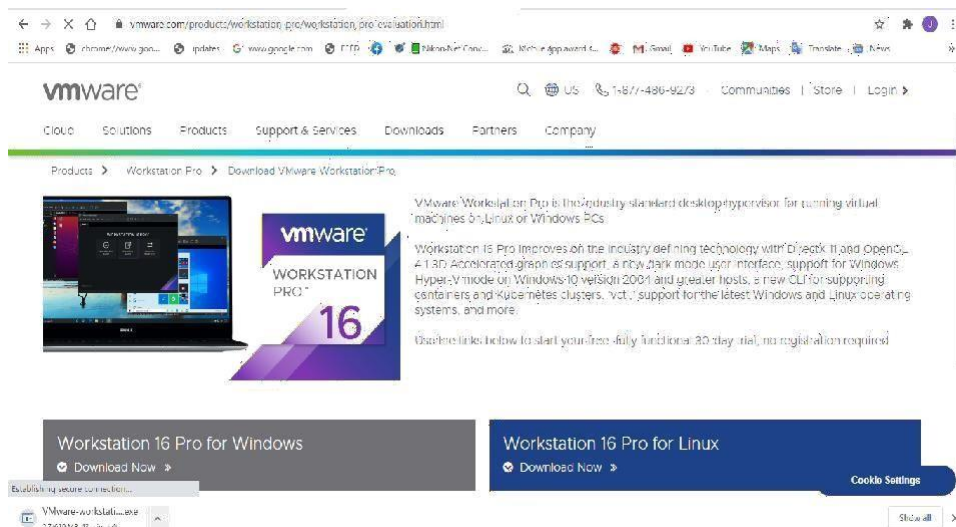 vmware.com/products/workstation-pro/workstation-pro-evaluation.html
Apps chrome://www.goo... updates www.google.com Nikon-Net Conc... Gmail YouTube Maps Translate News
vmware
US 1-877-486-9273 Communities | Store | Login
Cloud Solutions Products Support & Services Downloads Partners Company
Products > Workstation Pro > Download VMware Workstation Pro
VMware Workstation Pro is the industry standard desktop hypervisor for running virtual
machines on Linux or Windows PCs
vmware
WORKSTATION
PRO
16
Workstation 16 Pro improves on the industry defining technology with DirectX 11 and OpenGL
4.1 3D Accelerated graphics support, a new dark mode user interface, support for Windows
Hyper-V mode on Windows 10 version 2004 and greater hosts, a new CLI for supporting
containers and Kubernetes clusters, "vctl," support for the latest Windows and Linux operating
systems, and more.
Use the links below to start your free, fully functional 30-day trial, no registration required
Workstation 16 Pro for Windows
Download Now »
Workstation 16 Pro for Linux
Download Now »
Cookie Settings
Establishing secure connection...
VMware-workstati....exe
Show all